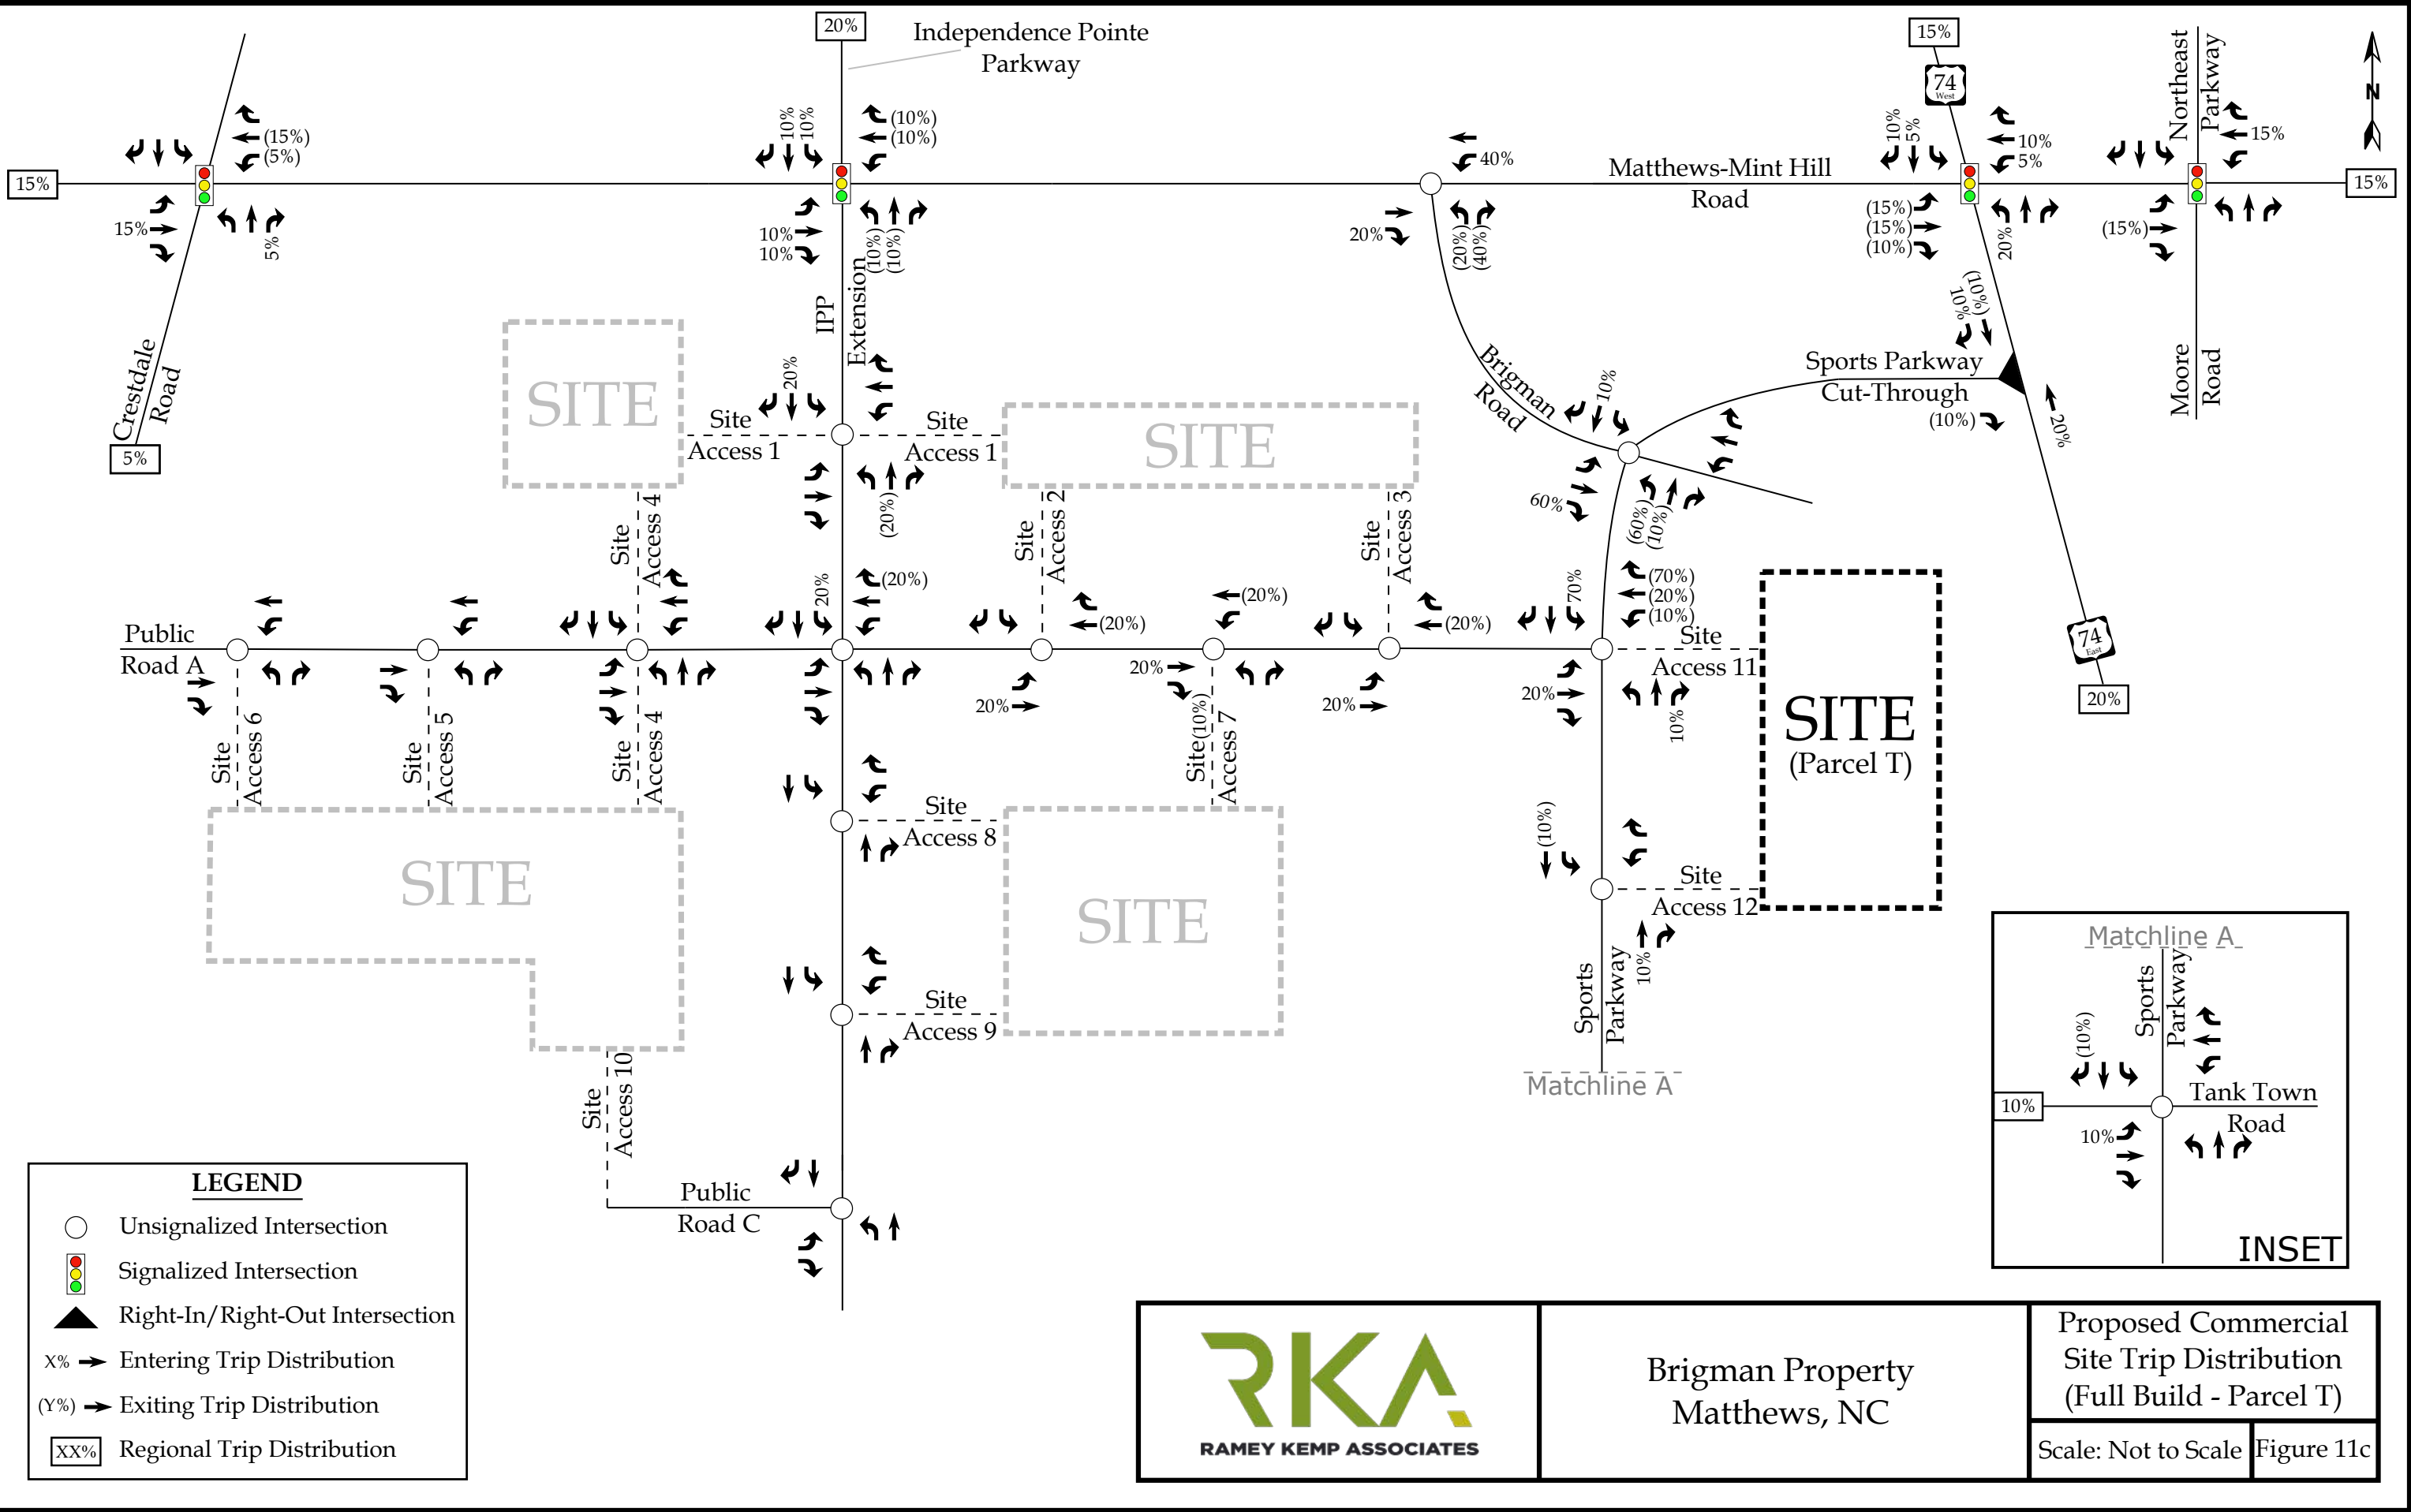 20%
Independence Pointe
Parkway
15%
74
West
Northeast
Parkway
N
(15%)
(5%)
10%
10%
(10%)
(10%)
40%
Matthews-Mint Hill
Road
10%
5%
10%
5%
15%
15%
15%
15%
5%
10%
10%
(10%)
(10%)
20%
(20%)
(40%)
(15%)
(15%)
(10%)
20%
(15%)
IPP
Extension
(10%)
10%
Crestdale
Road
5%
SITE
20%
Site
Access 1
Site
Access 1
(20%)
SITE
Brigman
Road
10%
Sports Parkway
Cut-Through
(10%)
20%
Moore
Road
60%
(60%)
(10%)
Site
Access 4
Site
Access 2
Site
Access 3
20%
(20%)
(20%)
(20%)
(20%)
70%
(70%)
(20%)
(10%)
Public
Road A
Site
Access 11
20%
20%
20%
20%
10%
74
East
20%
Site
Access 6
Site
Access 5
Site
Access 4
Site
(10%)
Access 7
SITE
(Parcel T)
Site
Access 8
(10%)
SITE
SITE
Site
Access 12
10%
Site
Access 9
Sports
Parkway
Matchline A
Site
Access 10
Public
Road C
Matchline A
Sports
Parkway
(10%)
10%
Tank Town
Road
10%
INSET
LEGEND
Unsignalized Intersection
Signalized Intersection
Right-In/Right-Out Intersection
X% Entering Trip Distribution
(Y%) Exiting Trip Distribution
XX% Regional Trip Distribution
RKA
RAMEY KEMP ASSOCIATES
Brigman Property
Matthews, NC
Proposed Commercial
Site Trip Distribution
(Full Build - Parcel T)
Scale: Not to Scale
Figure 11c